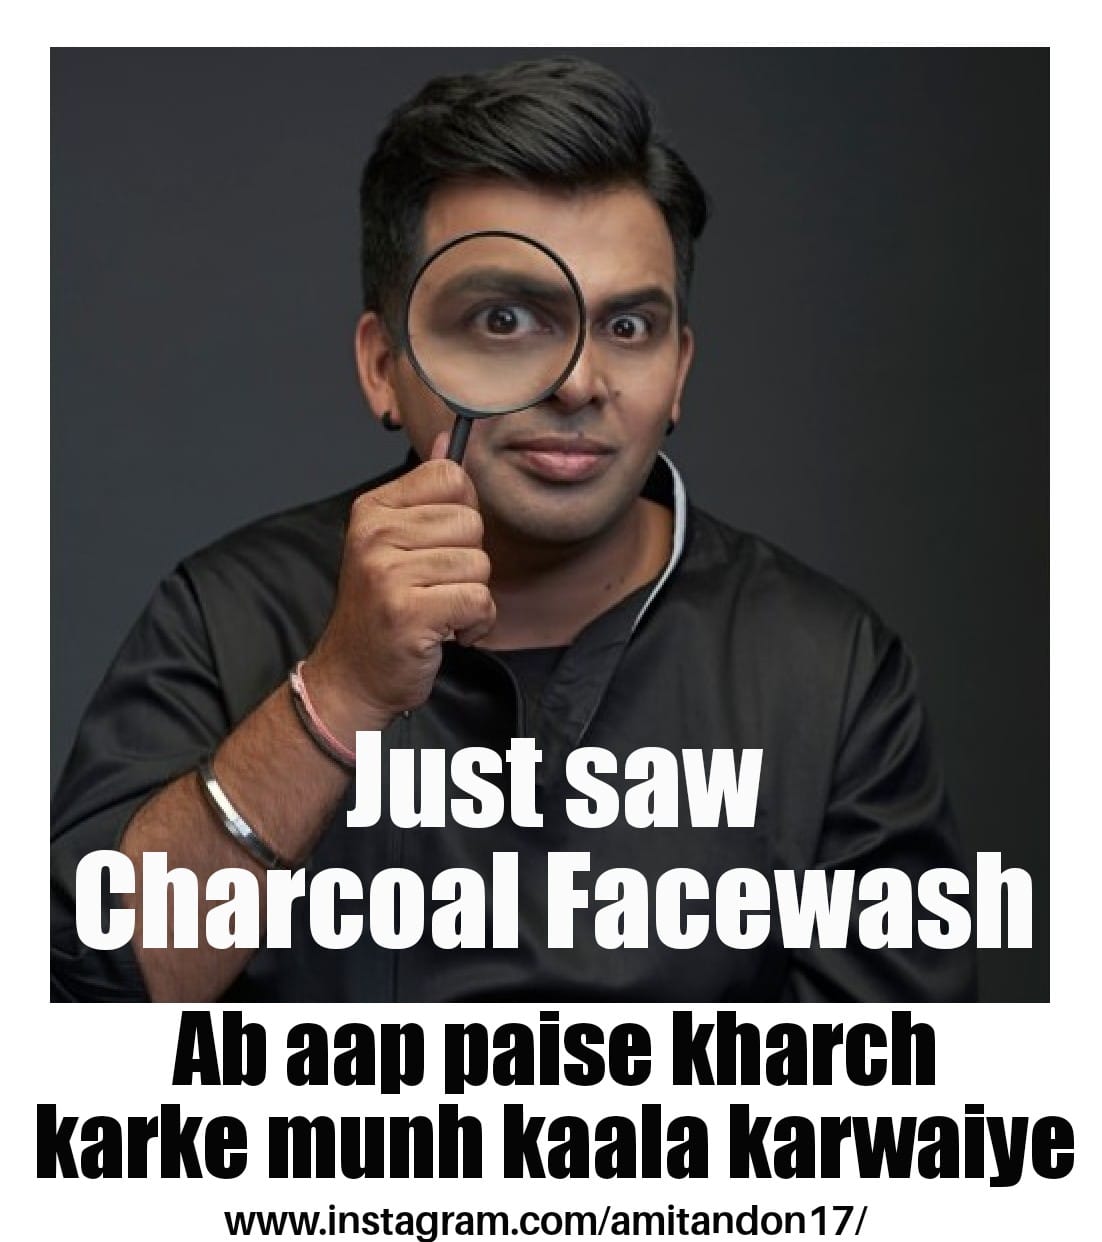 Just saw
Charcoal Facewash
Ab aap paise kharch
karke munh kaala karwaiye
www.instagram.com/amitandon17/